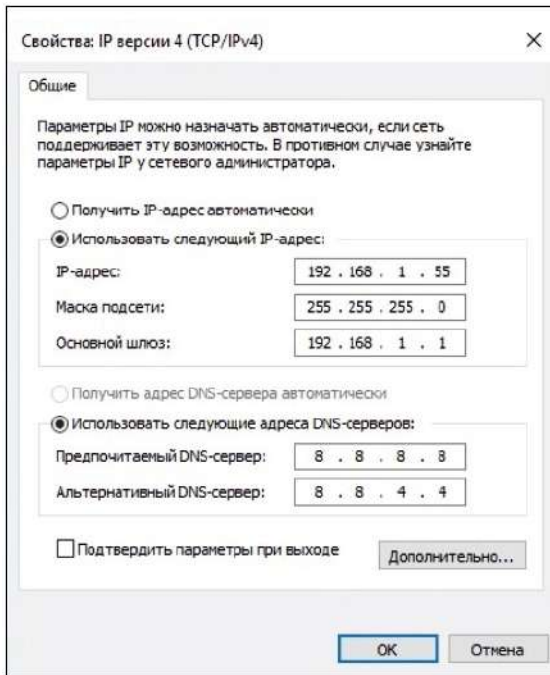 Свойства: IP версии 4 (TCP/IPv4)
Общие
Параметры IP можно назначать автоматически, если сеть
поддерживает эту возможность. В противном случае узнайте
параметры IP у сетевого администратора.
Получить IP-адрес автоматически
Использовать следующий IP-адрес:
IP-адрес: 192 . 168 . 1 . 55
Маска подсети: 255 . 255 . 255 . 0
Основной шлюз: 192 . 168 . 1 . 1
Получить адрес DNS-сервера автоматически
Использовать следующие адреса DNS-серверов:
Предпочитаемый DNS-сервер: 8 . 8 . 8 . 8
Альтернативный DNS-сервер: 8 . 8 . 4 . 4
Подтвердить параметры при выходе
Дополнительно...
ОК Отмена